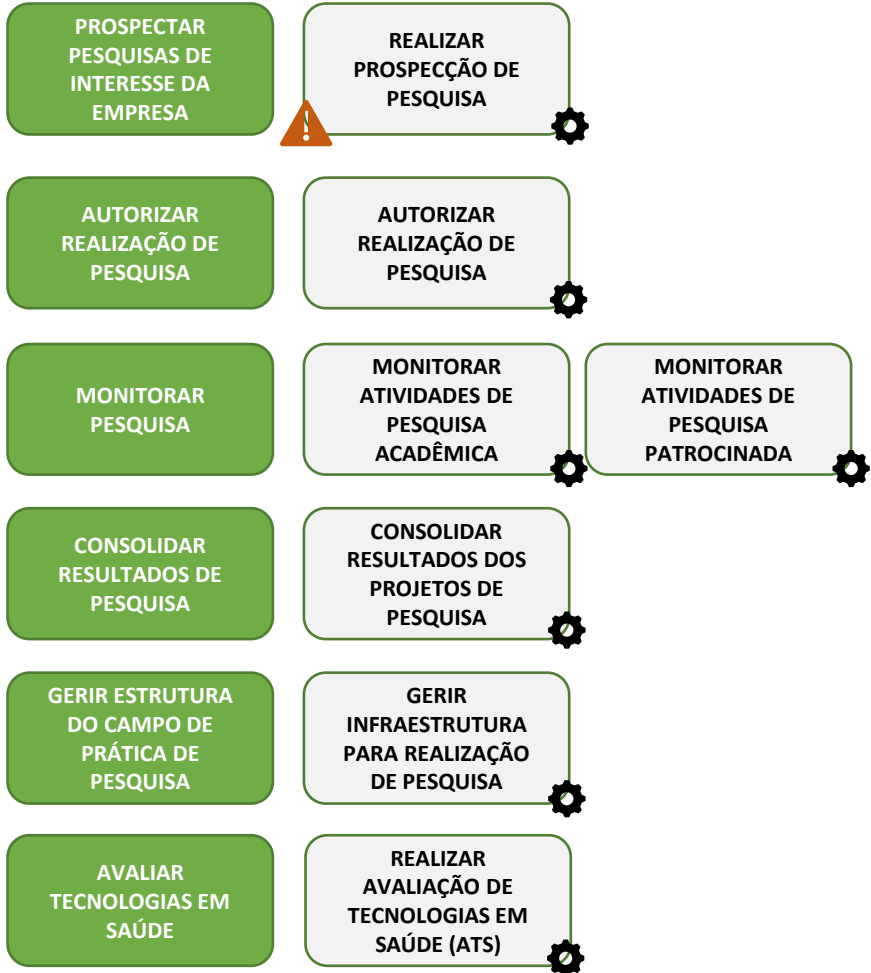 PROSPECTAR
PESQUISAS DE
INTERESSE DA
EMPRESA
REALIZAR
PROSPECÇÃO DE
PESQUISA
AUTORIZAR
REALIZAÇÃO DE
PESQUISA
AUTORIZAR
REALIZAÇÃO DE
PESQUISA
MONITORAR
PESQUISA
MONITORAR
ATIVIDADES DE
PESQUISA
ACADÊMICA
MONITORAR
ATIVIDADES DE
PESQUISA
PATROCINADA
CONSOLIDAR
RESULTADOS DE
PESQUISA
CONSOLIDAR
RESULTADOS DOS
PROJETOS DE
PESQUISA
GERIR ESTRUTURA
DO CAMPO DE
PRÁTICA DE
PESQUISA
GERIR
INFRAESTRUTURA
PARA REALIZAÇÃO
DE PESQUISA
AVALIAR
TECNOLOGIAS EM
SAÚDE
REALIZAR
AVALIAÇÃO DE
TECNOLOGIAS EM
SAÚDE (ATS)